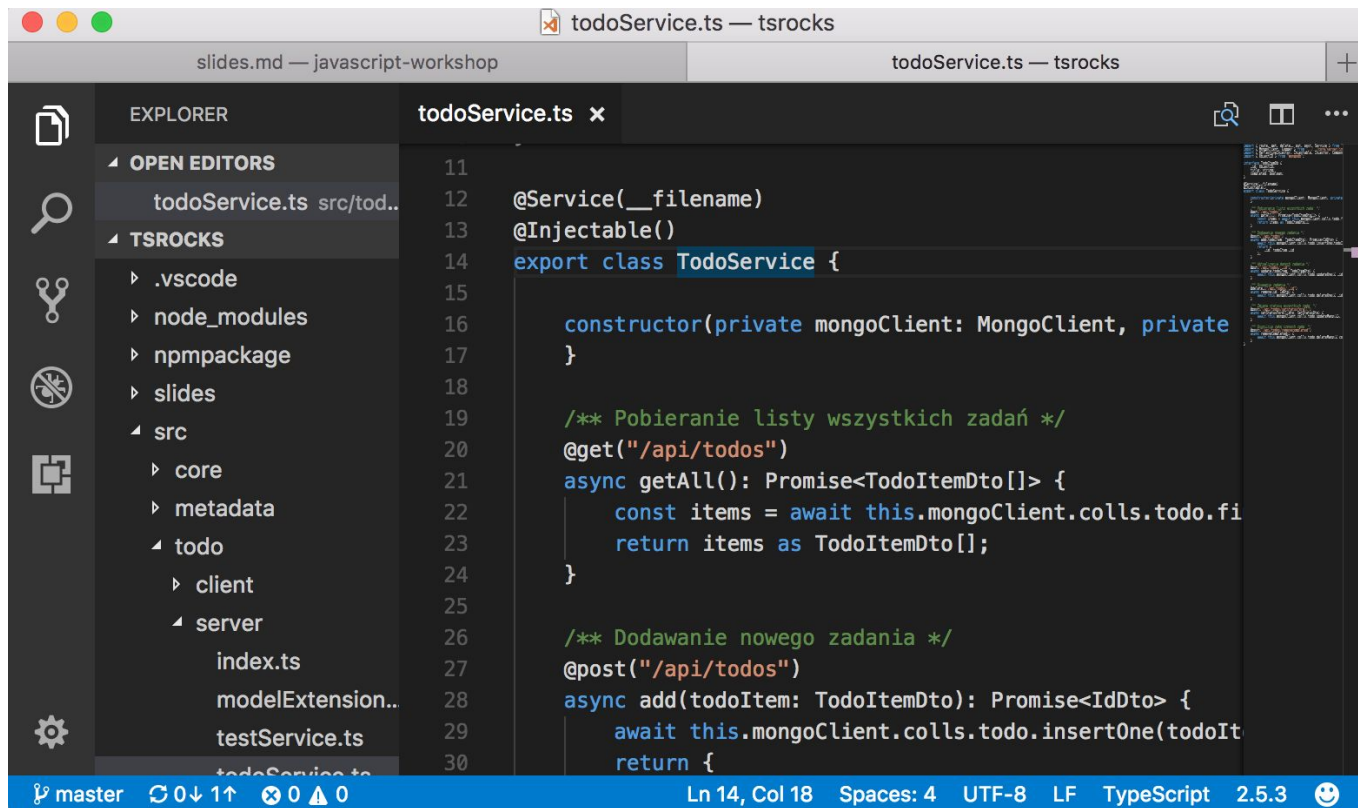 todoService.ts — tsrocks
slides.md — javascript-workshop
todoService.ts — tsrocks
EXPLORER
OPEN EDITORS
todoService.ts src/tod..
TSROCKS
.vscode
node_modules
npmpackage
slides
src
core
metadata
todo
client
server
index.ts
modelExtension..
testService.ts
todoService.ts
todoService.ts
11
12 @Service(__filename)
13 @Injectable()
14 export class TodoService {
15
16 constructor(private mongoClient: MongoClient, private
17 }
18
19 /** Pobieranie listy wszystkich zadań */
20 @get("/api/todos")
21 async getAll(): Promise<TodoItemDto[]> {
22 const items = await this.mongoClient.colls.todo.fi
23 return items as TodoItemDto[];
24 }
25
26 /** Dodawanie nowego zadania */
27 @post("/api/todos")
28 async add(todoItem: TodoItemDto): Promise<IdDto> {
29 await this.mongoClient.colls.todo.insertOne(todoIt
30 return {
master 0↓ 1↑ 0 0 Ln 14, Col 18 Spaces: 4 UTF-8 LF TypeScript 2.5.3